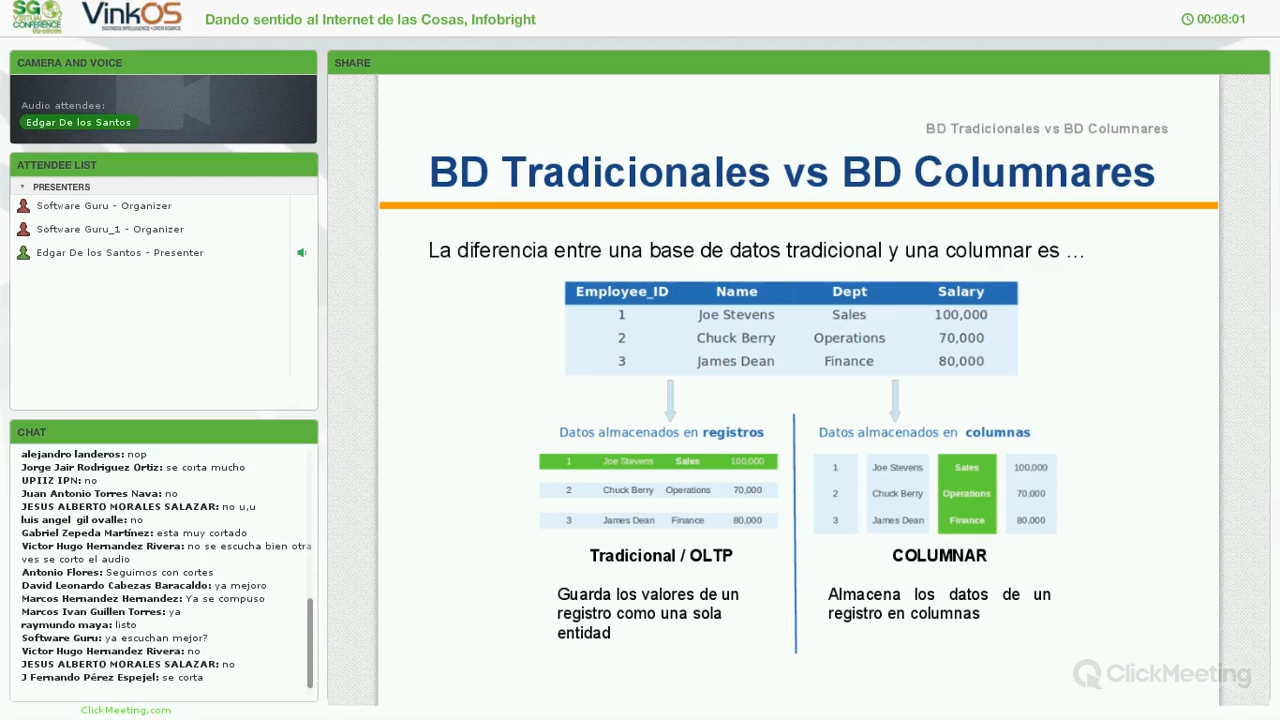 SG
VIRTUAL
CONFERENCE
VinkOS
Dando sentido al Internet de las Cosas, Infobright
00:08:01
CAMERA AND VOICE
Audio attendee:
Edgar De los Santos
ATTENDEE LIST
PRESENTERS
Software Guru - Organizer
Software Guru_1 - Organizer
Edgar De los Santos - Presenter
CHAT
alejandro landeros: nop
Jorge Jair Rodriguez Ortiz: se corta mucho
UPIIZ IPN: no
Juan Antonio Torres Nava: no
JESUS ALBERTO MORALES SALAZAR: no u,u
luis angel gil ovalle: no
Gabriel Zepeda Martínez: esta muy cortado
Victor Hugo Hernandez Rivera: no se escucha bien otra
ves se corto el audio
Antonio Flores: Seguimos con cortes
David Leonardo Cabezas Baracaldo: ya mejoro
Marcos Hernandez Hernandez: Ya se compuso
Marcos Ivan Guillen Torres: ya
raymundo maya: listo
Software Guru: ya escuchan mejor?
Victor Hugo Hernandez Rivera: no
JESUS ALBERTO MORALES SALAZAR: no
J Fernando Pérez Espejel: se corta
ClickMeeting.com
SHARE
BD Tradicionales vs BD Columnares
BD Tradicionales vs BD Columnares
La diferencia entre una base de datos tradicional y una columnar es ...
Employee_ID Name Dept Salary
1 Joe Stevens Sales 100,000
2 Chuck Berry Operations 70,000
3 James Dean Finance 80,000
Datos almacenados en registros
1 Joe Stevens Sales 100,000
2 Chuck Berry Operations 70,000
3 James Dean Finance 80,000
Tradicional / OLTP
Guarda los valores de un
registro como una sola
entidad
Datos almacenados en columnas
1 Joe Stevens Sales 100,000
2 Chuck Berry Operations 70,000
3 James Dean Finance 80,000
COLUMNAR
Almacena los datos de un
registro en columnas
ClickMeeting